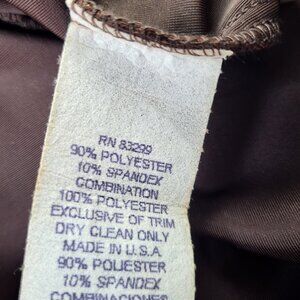 RN 83299
90% POLYESTER
10% SPANDEX
COMBINATION
100% POLYESTER
EXCLUSIVE OF TRIM
DRY CLEAN ONLY
MADE IN U.S.A
90% POLIESTER
10% SPANDEX
COMBINACIONES